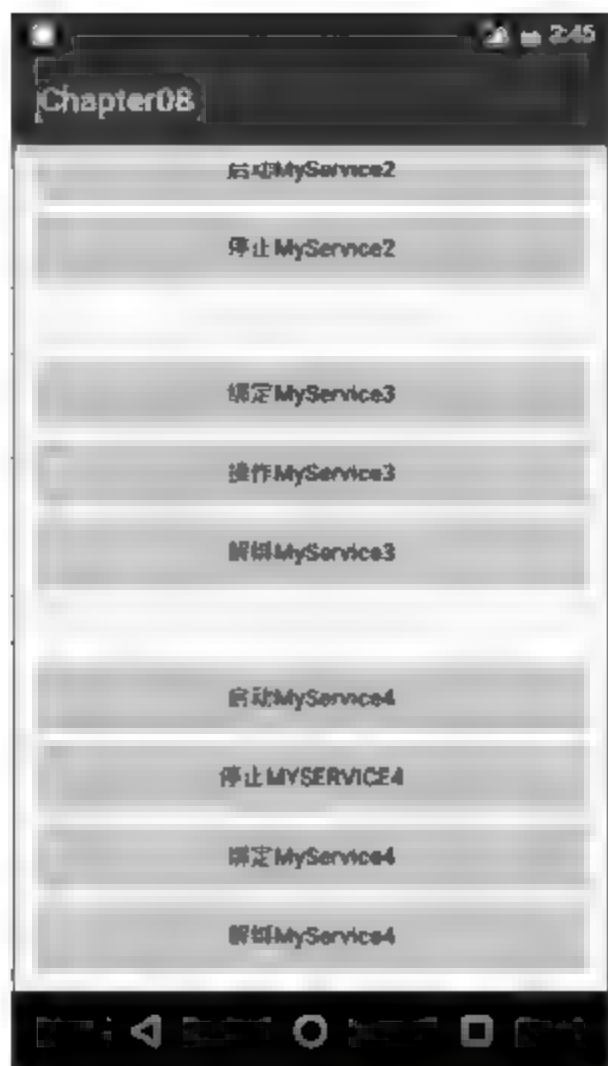 2:45
Chapter08
启动MyService2
停止MyService2
绑定MyService3
操作MyService3
解绑MyService3
启动MyService4
停止MYSERVICE4
绑定MyService4
解绑MyService4